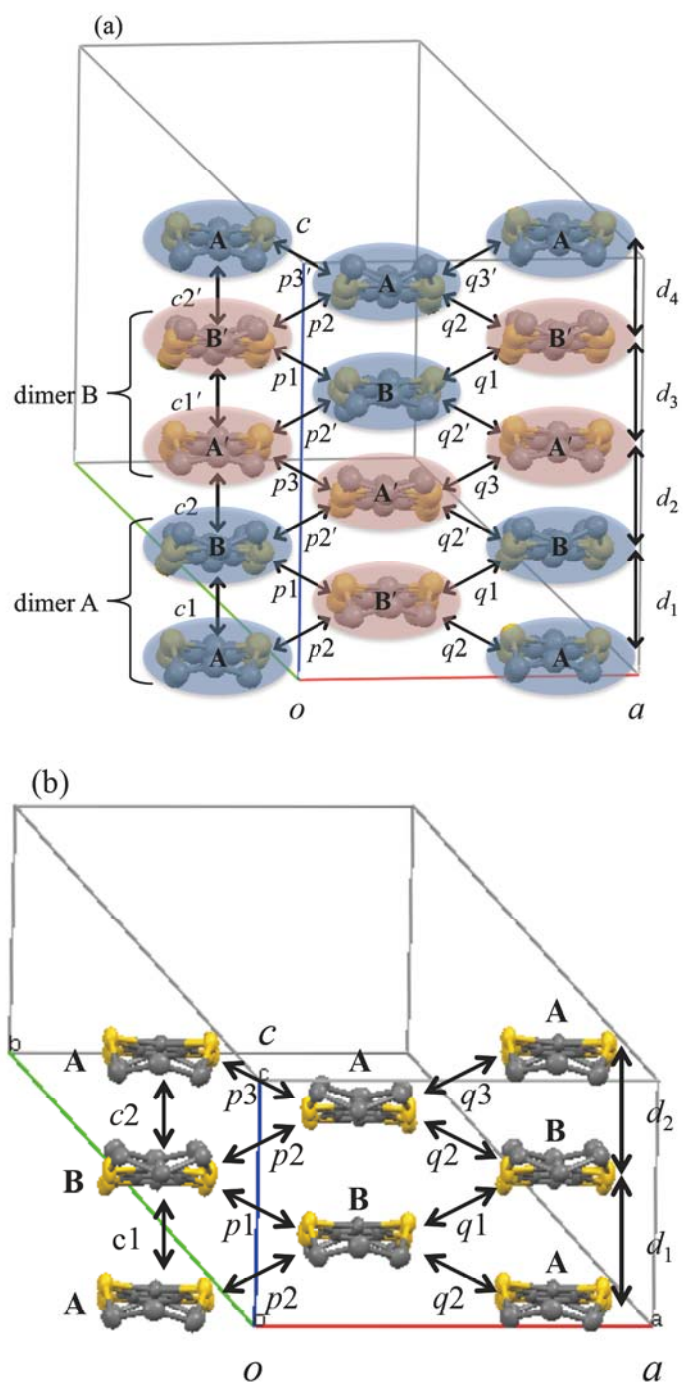 (a)
A c A
p3′ A q3′
c2′ p2 q2 d4
B′ B′
dimer B p1 B q1 d3
c1′ p2′ q2′
A′ A′
p3 A′ q3
c2 p2′ q2′ d2
B B
dimer A p1 B′ q1 d1
c1 p2 q2
A A
o a
(b)
A
b c A
A c
p3 q3
c2 p2 q2 d2
B B
B
c1 p1 q1 d1
A
A p2 q2
a
o a